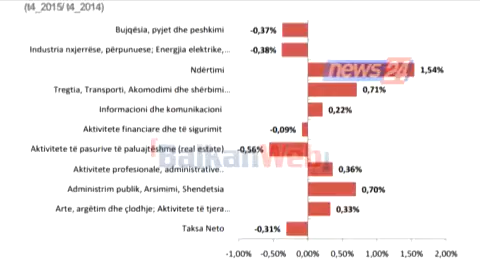 (t4_2015/ t4_2014)
Bujqësia, pyjet dhe peshkimi -0,37%
Industria nxjerrëse, përpunuese; Energjia elektrike,... -0,38%
Ndërtimi 1,54%
news 24
Tregtia, Transporti, Akomodimi dhe shërbimi ... 0,71%
Informacioni dhe komunikacioni 0,22%
Aktivitete financiare dhe të sigurimit -0,09%
Aktivitete të pasurive të paluajtëshme (real estate) -0,56%
BalkanWeb
Aktivitete profesionale, administrative.. 0,36%
Administrim publik, Arsimimi, Shendetsia 0,70%
Arte, argëtim dhe çlodhje; Aktivitete të tjera... 0,33%
Taksa Neto -0,31%
-1,00% -0,50% 0,00% 0,50% 1,00% 1,50% 2,00%